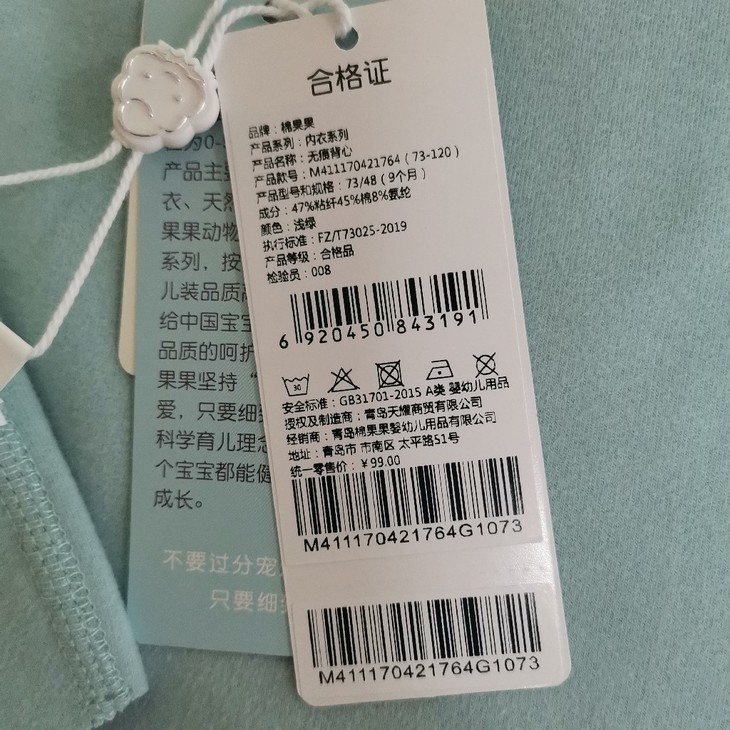 合格证
品牌：棉果果
产品系列：内衣系列
产品名称：无痕背心
产品款号：M411170421764（73-120）
产品型号和规格：73/48（9个月）
成分：47%粘纤45%棉8%氨纶
颜色：浅绿
执行标准：FZ/T73025-2019
产品等级：合格品
检验员：008
6 920450 843191
30
安全标准：GB31701-2015 A类 婴幼儿用品
授权及制造商：青岛天耀商贸有限公司
经销商：青岛棉果果婴幼儿用品有限公司
地址：青岛市 市南区 太平路51号
统一零售价：￥99.00
M411170421764G1073
M411170421764G1073
为0-
产品主
衣、天然
果果动物
系列，按
儿装品质
给中国宝宝
品质的呵护
果果坚持“
爱，只要细
科学育儿理念
个宝宝都能健
成长。
不要过分宠
只要细